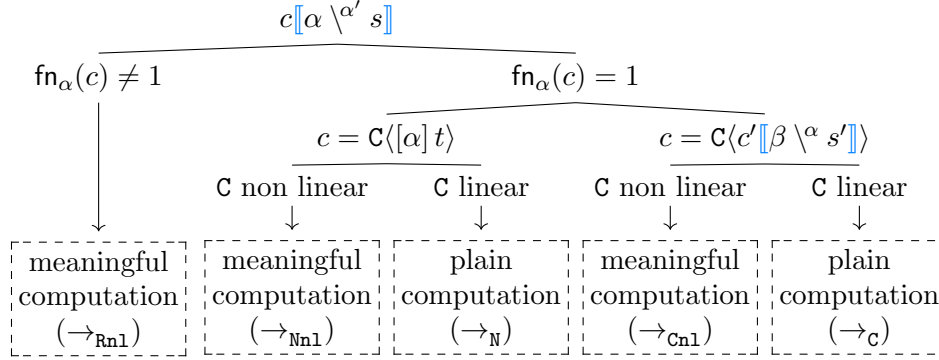 c⟦α \^α′ s⟧
fn_α(c) ≠ 1 fn_α(c) = 1
c = C⟨[α] t⟩ c = C⟨c′⟦β \^α s′⟧⟩
C non linear C linear C non linear C linear
meaningful computation (→_Rnl)
meaningful computation (→_Nnl)
plain computation (→_N)
meaningful computation (→_Cnl)
plain computation (→_C)